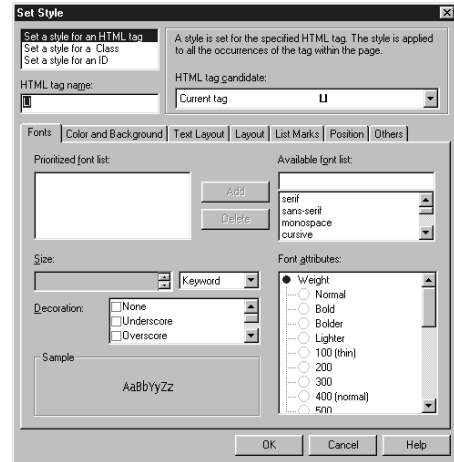 Set Style
Set a style for an HTML tag
Set a style for a Class
Set a style for an ID
A style is set for the specified HTML tag. The style is applied
to all the occurrences of the tag within the page.
HTML tag name:
LI
HTML tag candidate:
Current tag LI
Fonts Color and Background Text Layout Layout List Marks Position Others
Prioritized font list:
Available font list:
Add
Delete
serif
sans-serif
monospace
cursive
Size:
Keyword
Font attributes:
Decoration:
None
Underscore
Overscore
Weight
Normal
Bold
Bolder
Lighter
100 (thin)
200
300
400 (normal)
500
Sample
AaBbYyZz
OK Cancel Help